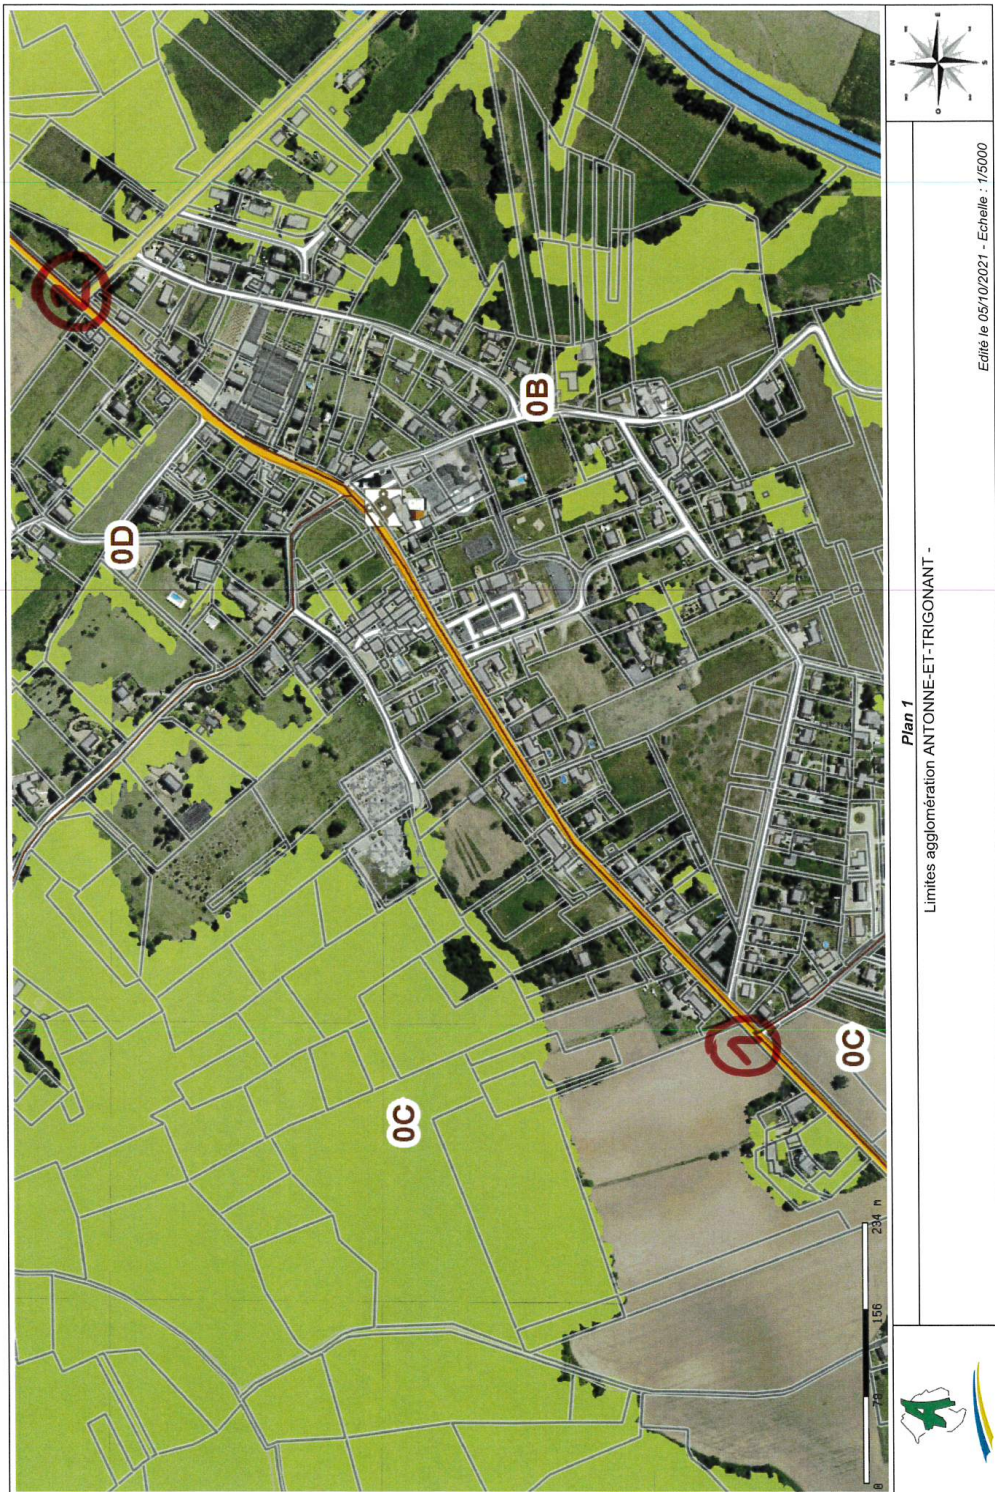 2
0D
0B
0C
1
0C
0 79 156 234 m
Plan 1
Limites agglomération ANTONNE-ET-TRIGONANT -
Edité le 05/10/2021 - Echelle : 1/5000
N
E
S
O
A